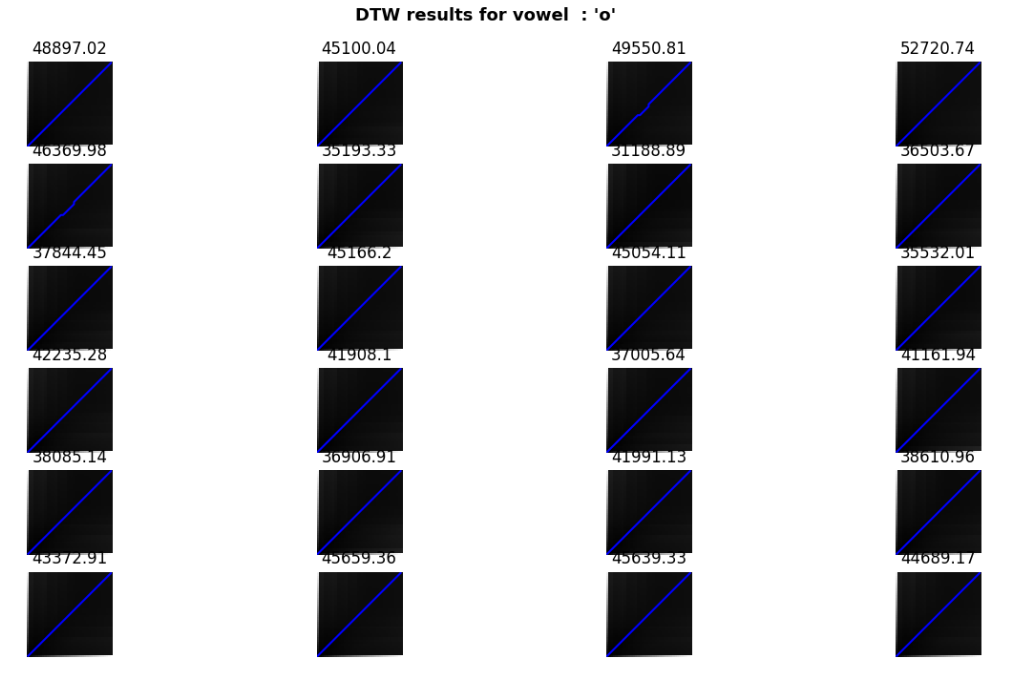 DTW results for vowel  : 'o'
48897.02 45100.04 49550.81 52720.74
46369.98 35193.33 31188.89 36503.67
37844.45 45166.2 45054.11 35532.01
42235.28 41908.1 37005.64 41161.94
38085.14 36906.91 41991.13 38610.96
43372.91 45659.36 45639.33 44689.17